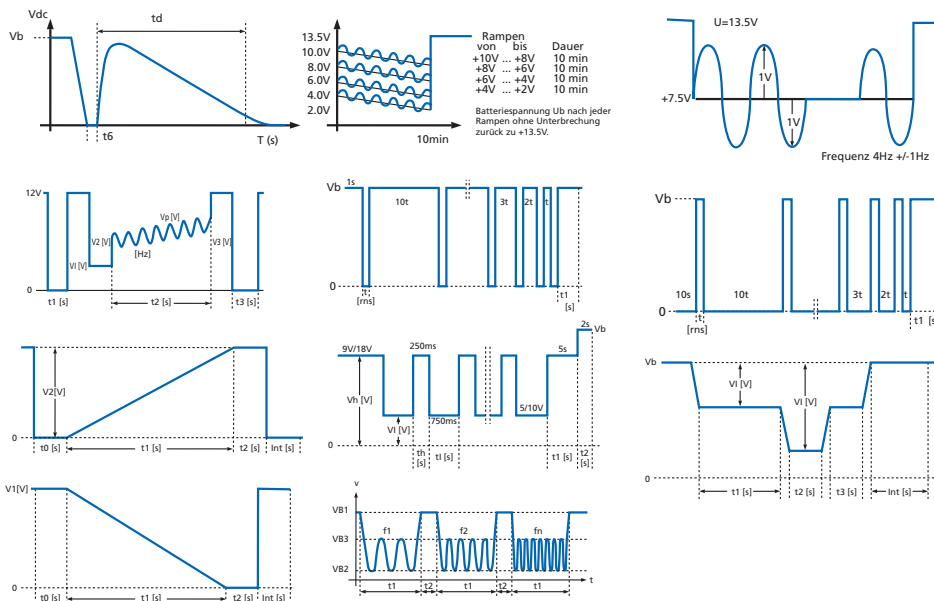 Vdc
Vb
td
t6
T (s)
13.5V
10.0V
8.0V
6.0V
4.0V
2.0V
10min
Rampen
von bis Dauer
+10V ... +8V 10 min
+8V ... +6V 10 min
+6V ... +4V 10 min
+4V ... +2V 10 min
Batteriespannung Ub nach jeder
Rampen ohne Unterbrechung
zurück zu +13.5V.
U=13.5V
1V
+7.5V
1V
Frequenz 4Hz +/-1Hz
12V
Vp [V]
V2 [V]
V3 [V]
[Hz]
VI [V]
0
t1 [s]
t2 [s]
t3 [s]
Vb
1s
10t
3t
2t
t
0
t
[rns]
t1
[s]
Vb
10s
10t
3t
2t
t
0
t
[rns]
t1 [s]
V2[V]
0
t0 [s]
t1 [s]
t2 [s]
Int [s]
9V/18V
250ms
2s
Vb
5s
Vh [V]
5/10V
750ms
VI [V]
0
th [s]
tI [s]
t1 [s]
t2 [s]
Vb
VI [V]
VI [V]
0
t1 [s]
t2 [s]
t3 [s]
Int [s]
V1[V]
0
t0 [s]
t1 [s]
t2 [s]
Int[s]
v
VB1
VB3
VB2
f1
f2
fn
t
t1
t2
t1
t2
t1